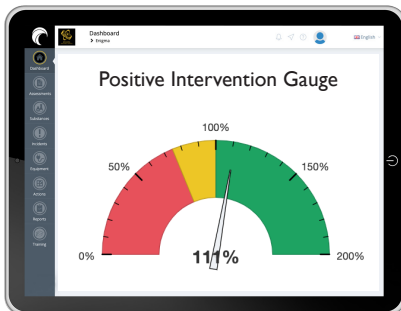 Dashboard
> Enigma
English
Dashboard
Assessments
Substances
Incidents
Equipment
Actions
Reports
Training
Positive Intervention Gauge
100%
50%
150%
0%
111%
200%